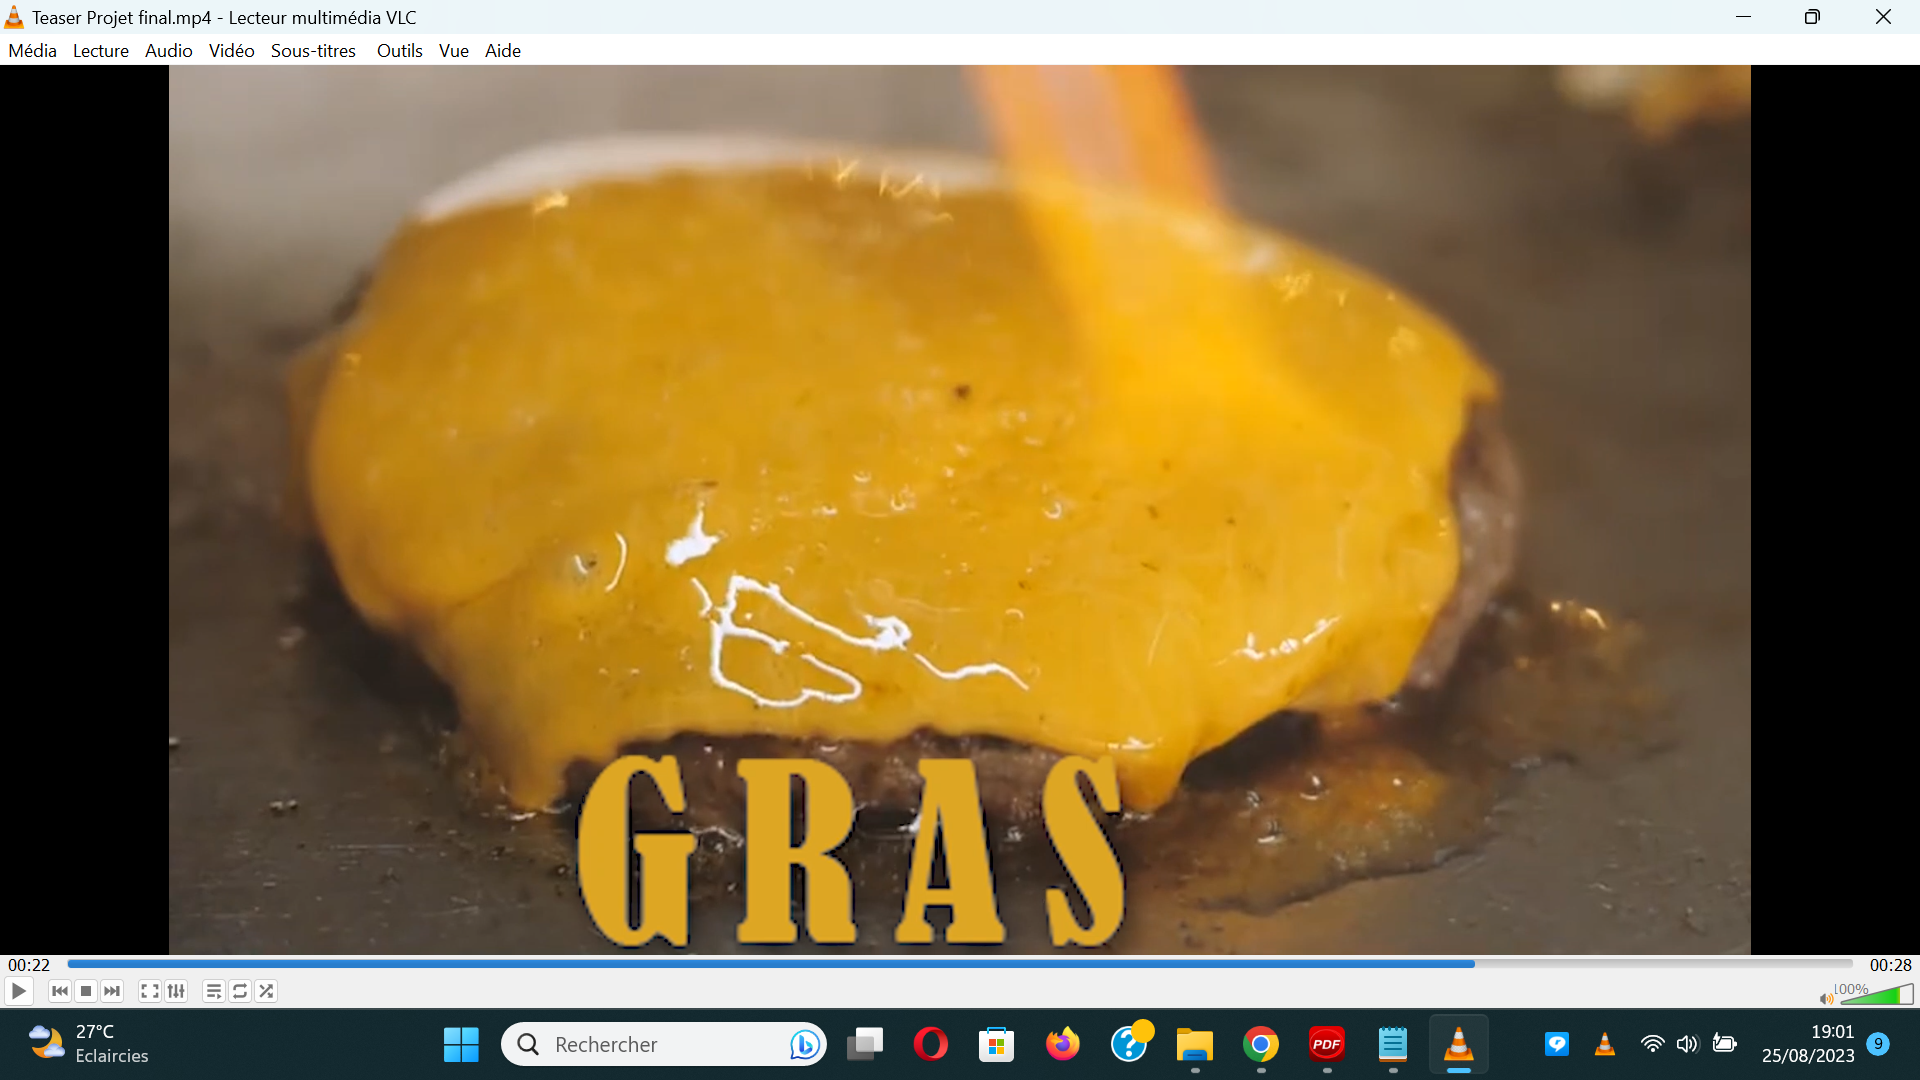 Teaser Projet final.mp4 - Lecteur multimédia VLC
Média Lecture Audio Vidéo Sous-titres Outils Vue Aide
GRAS
00:22 00:28
100%
27°C
Eclaircies
Rechercher
PDF
19:01
25/08/2023
9